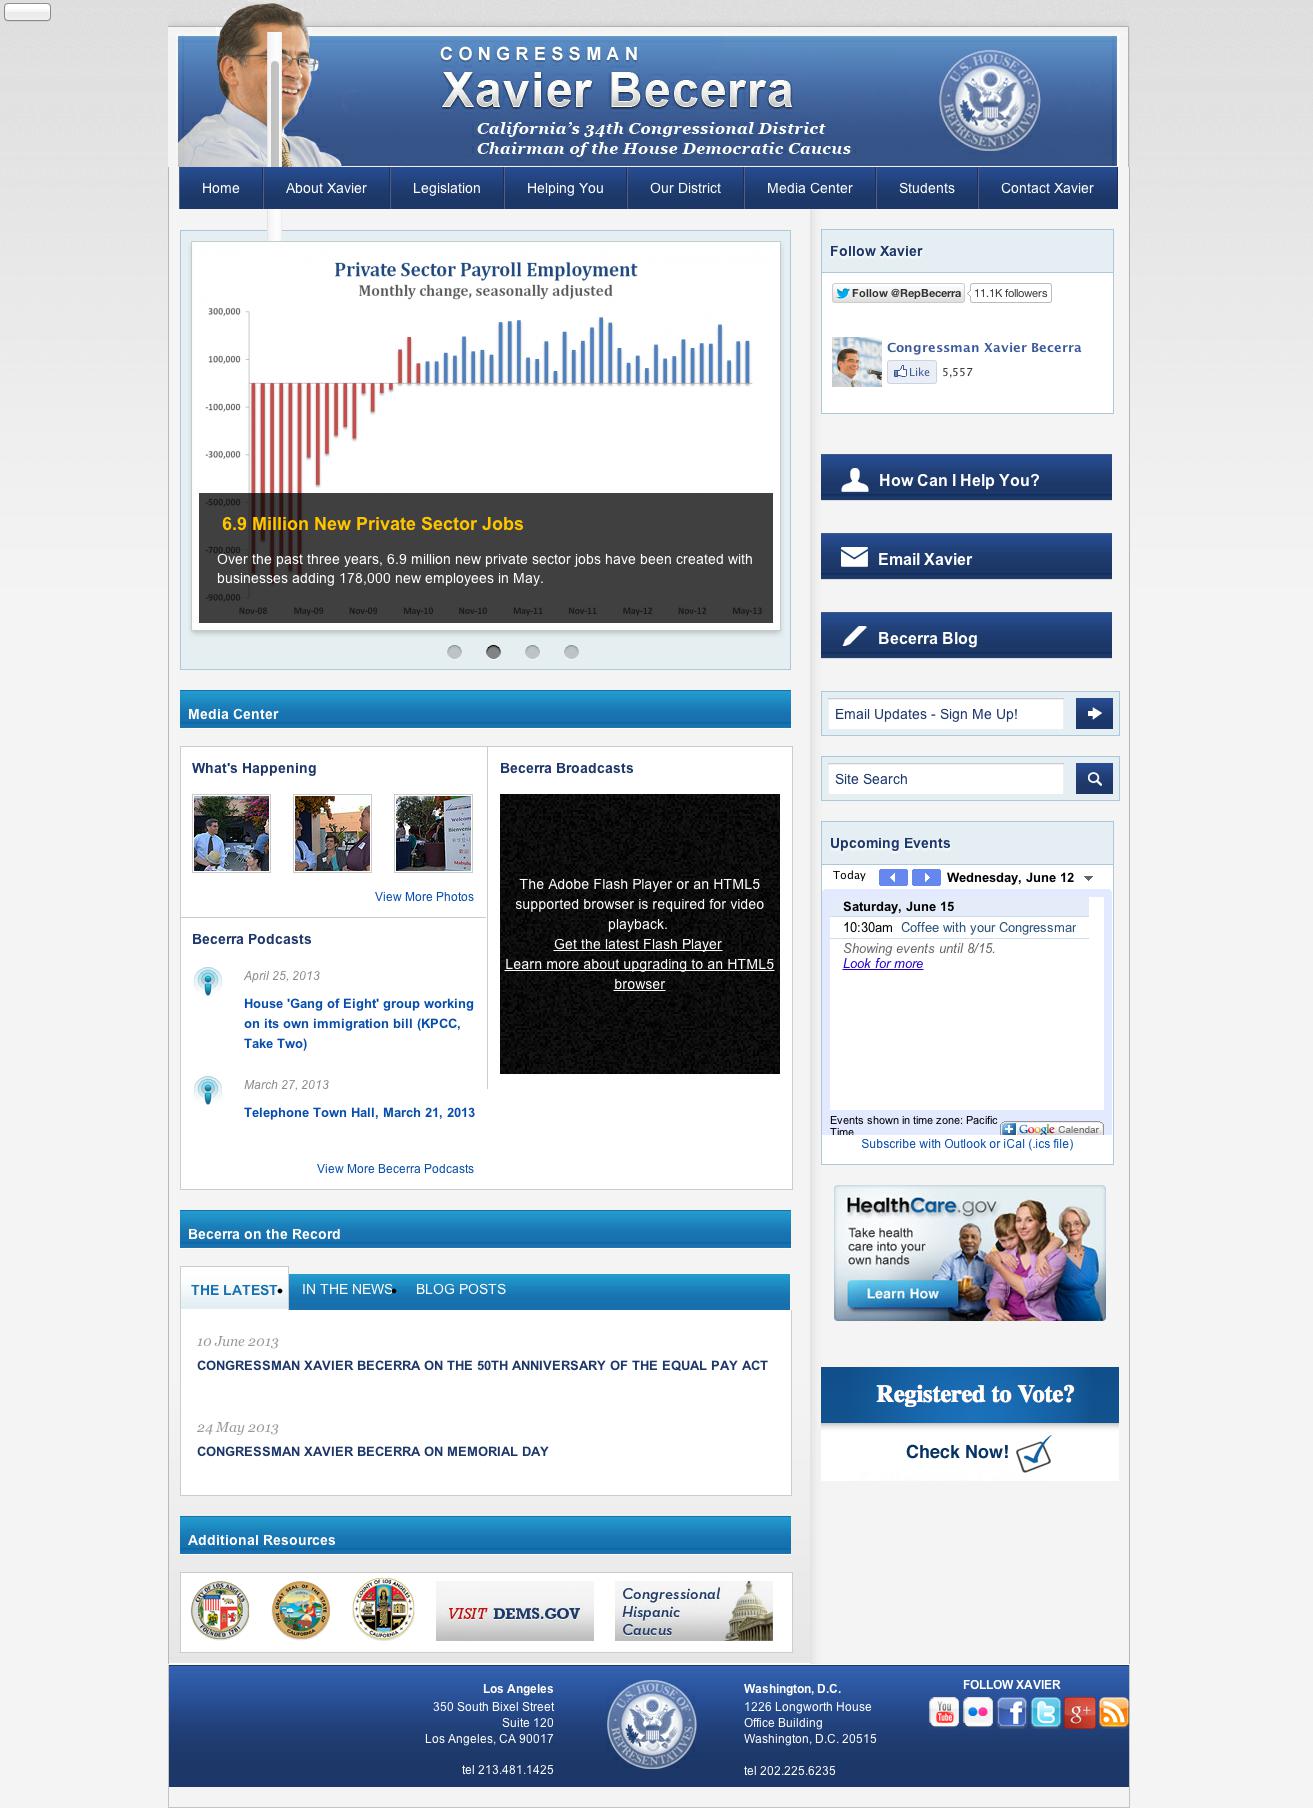 CONGRESSMAN
Xavier Becerra
California's 34th Congressional District
Chairman of the House Democratic Caucus
U.S. HOUSE OF REPRESENTATIVES
Home
About Xavier
Legislation
Helping You
Our District
Media Center
Students
Contact Xavier
Private Sector Payroll Employment
Monthly change, seasonally adjusted
300,000
100,000
-100,000
-300,000
-500,000
-700,000
-900,000
6.9 Million New Private Sector Jobs
Over the past three years, 6.9 million new private sector jobs have been created with
businesses adding 178,000 new employees in May.
Nov-08 May-09 Nov-09 May-10 Nov-10 May-11 Nov-11 May-12 Nov-12 May-13
Follow Xavier
Follow @RepBecerra
11.1K followers
Congressman Xavier Becerra
Like 5,557
How Can I Help You?
Email Xavier
Becerra Blog
Email Updates - Sign Me Up!
Site Search
Upcoming Events
Today
Wednesday, June 12
Saturday, June 15
10:30am Coffee with your Congressmar
Showing events until 8/15.
Look for more
Events shown in time zone: Pacific
Time
Google Calendar
Subscribe with Outlook or iCal (.ics file)
HealthCare.gov
Take health
care into your
own hands
Learn How
Registered to Vote?
Check Now!
Media Center
What's Happening
View More Photos
Becerra Podcasts
April 25, 2013
House 'Gang of Eight' group working
on its own immigration bill (KPCC,
Take Two)
March 27, 2013
Telephone Town Hall, March 21, 2013
View More Becerra Podcasts
Becerra Broadcasts
The Adobe Flash Player or an HTML5
supported browser is required for video
playback.
Get the latest Flash Player
Learn more about upgrading to an HTML5
browser
Becerra on the Record
THE LATEST
IN THE NEWS
BLOG POSTS
10 June 2013
CONGRESSMAN XAVIER BECERRA ON THE 50TH ANNIVERSARY OF THE EQUAL PAY ACT
24 May 2013
CONGRESSMAN XAVIER BECERRA ON MEMORIAL DAY
Additional Resources
VISIT DEMS.GOV
Congressional
Hispanic
Caucus
Los Angeles
350 South Bixel Street
Suite 120
Los Angeles, CA 90017
tel 213.481.1425
U.S. HOUSE OF REPRESENTATIVES
Washington, D.C.
1226 Longworth House
Office Building
Washington, D.C. 20515
tel 202.225.6235
FOLLOW XAVIER
You Tube